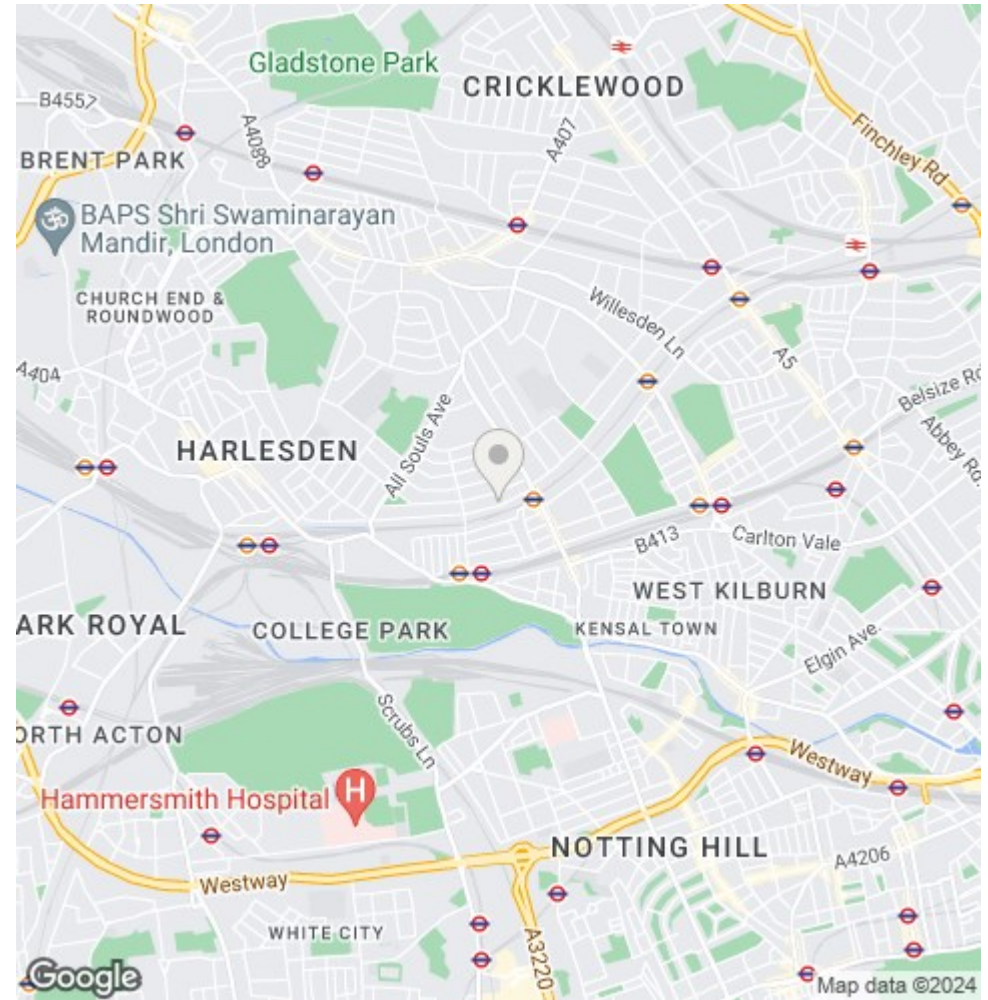 Gladstone Park
CRICKLEWOOD
B4557
A4088
A407
Finchley Rd
BRENT PARK
BAPS Shri Swaminarayan
Mandir, London
CHURCH END &
ROUNDWOOD
Willesden Ln
A5
A404
Belsize Rd
All Souls Ave
Abbey Rd.
HARLESDEN
B413
Carlton Vale
WEST KILBURN
ARK ROYAL
COLLEGE PARK
KENSAL TOWN
Elgin Ave.
Scrubs Ln
ORTH ACTON
Westway
Hammersmith Hospital
H
NOTTING HILL
A4206
Westway
WHITE CITY
A3220
Google
Map data ©2024